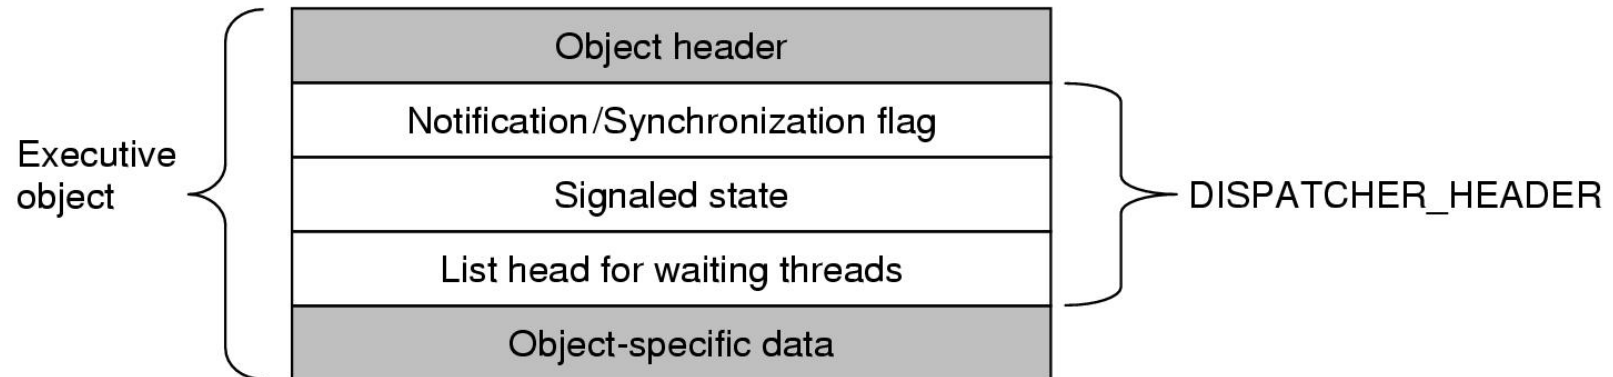 Object header
Notification/Synchronization flag
Executive
object
Signaled state
DISPATCHER_HEADER
List head for waiting threads
Object-specific data